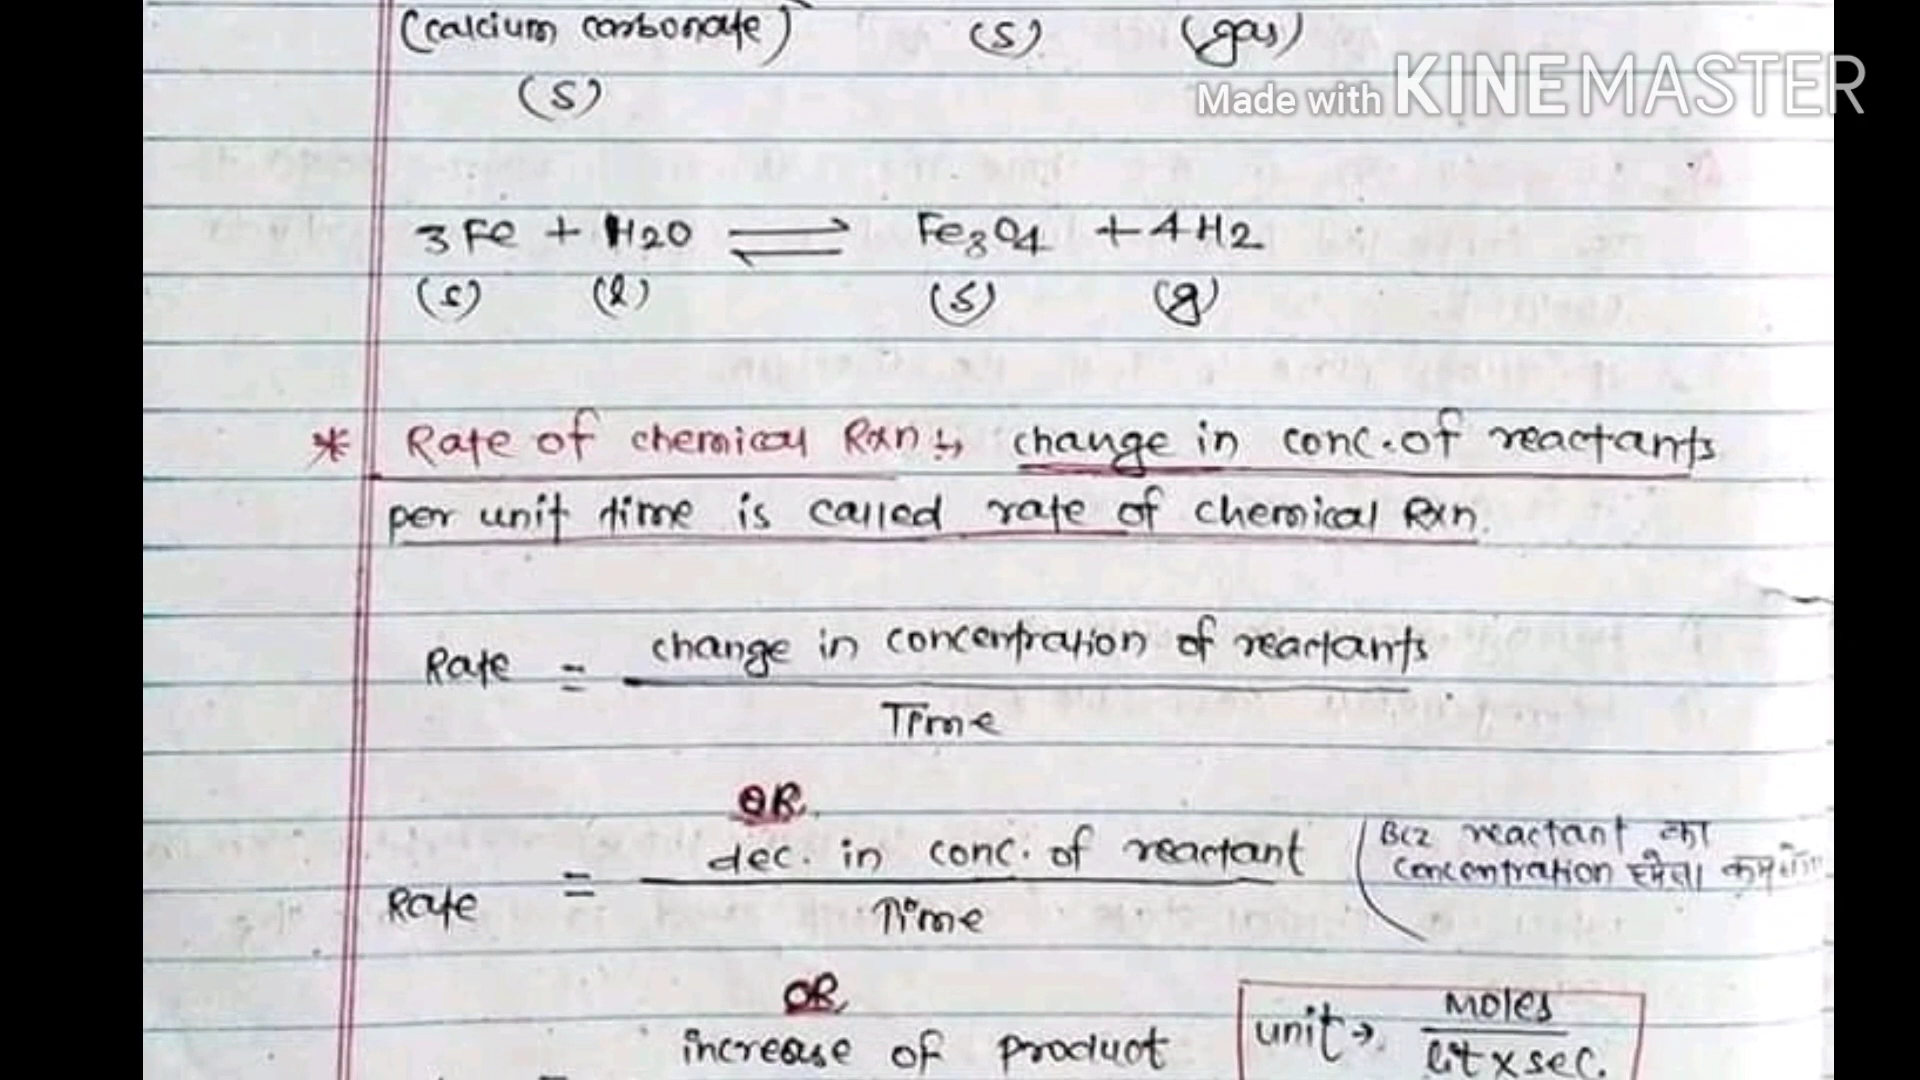 (calcium carbonate) (s) (gas)
(s)
Made with KINEMASTER
3Fe + H2O ⇌ Fe3O4 + 4H2
(s) (l) (s) (g)
* Rate of chemical Rxn :→ change in conc. of reactants
per unit time is called rate of chemical Rxn.
Rate = change in concentration of reactants
Time
OR
Rate = dec. in conc. of reactant
Time
Bcz reactant का
concentration हमेशा कम
OR
increase of product
unit → Moles
lit x sec.